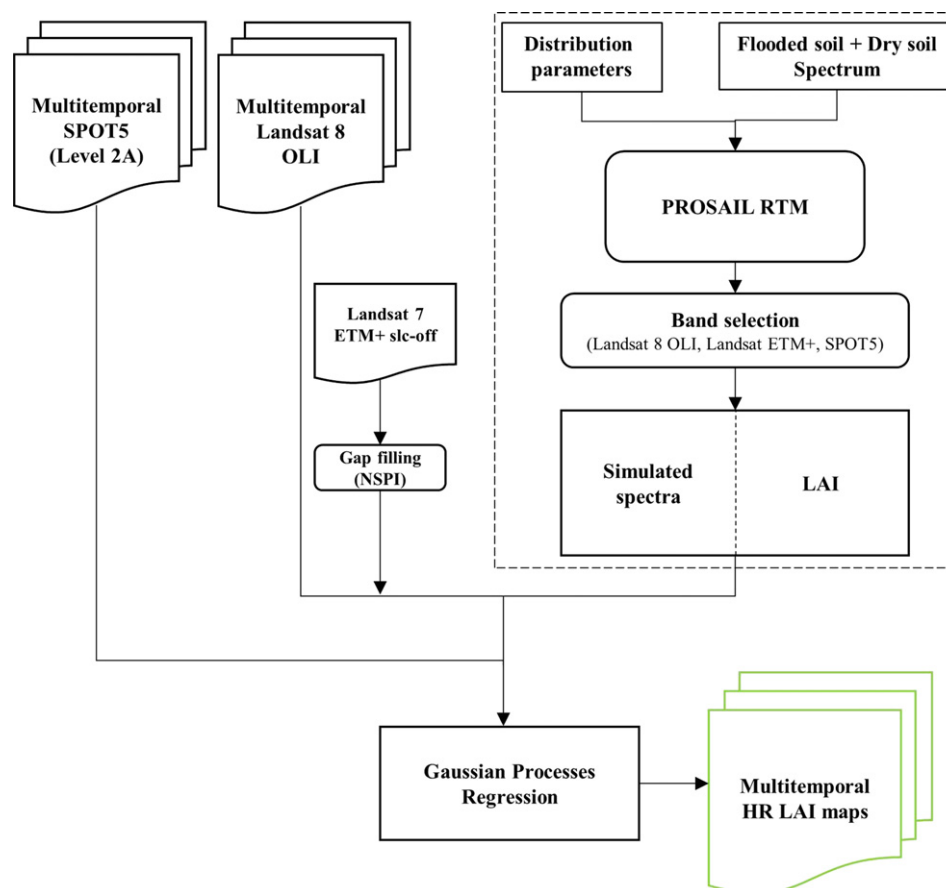 Multitemporal
SPOT5
(Level 2A)
Multitemporal
Landsat 8
OLI
Distribution
parameters
Flooded soil + Dry soil
Spectrum
PROSAIL RTM
Band selection
(Landsat 8 OLI, Landsat ETM+, SPOT5)
Landsat 7
ETM+ slc-off
Gap filling
(NSPI)
Simulated
spectra
LAI
Gaussian Processes
Regression
Multitemporal
HR LAI maps